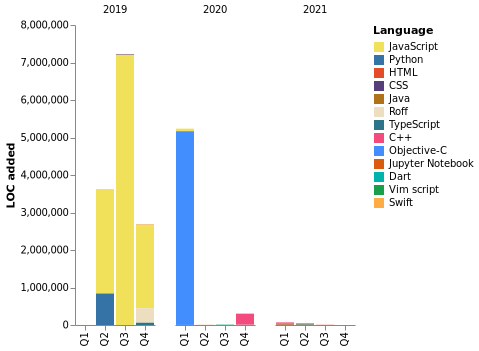 2019 2020 2021
LOC added
8,000,000
7,000,000
6,000,000
5,000,000
4,000,000
3,000,000
2,000,000
1,000,000
0
Q1 Q2 Q3 Q4 Q1 Q2 Q3 Q4 Q1 Q2 Q3 Q4
Language
JavaScript
Python
HTML
CSS
Java
Roff
TypeScript
C++
Objective-C
Jupyter Notebook
Dart
Vim script
Swift